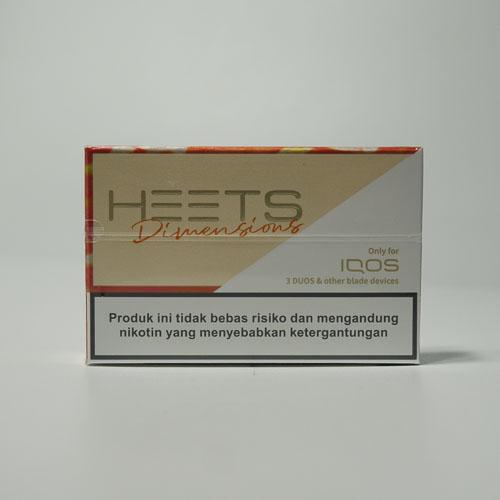 HEETS
Dimensions
Only for
IQOS
3 DUOS & other blade devices
Produk ini tidak bebas risiko dan mengandung
nikotin yang menyebabkan ketergantungan